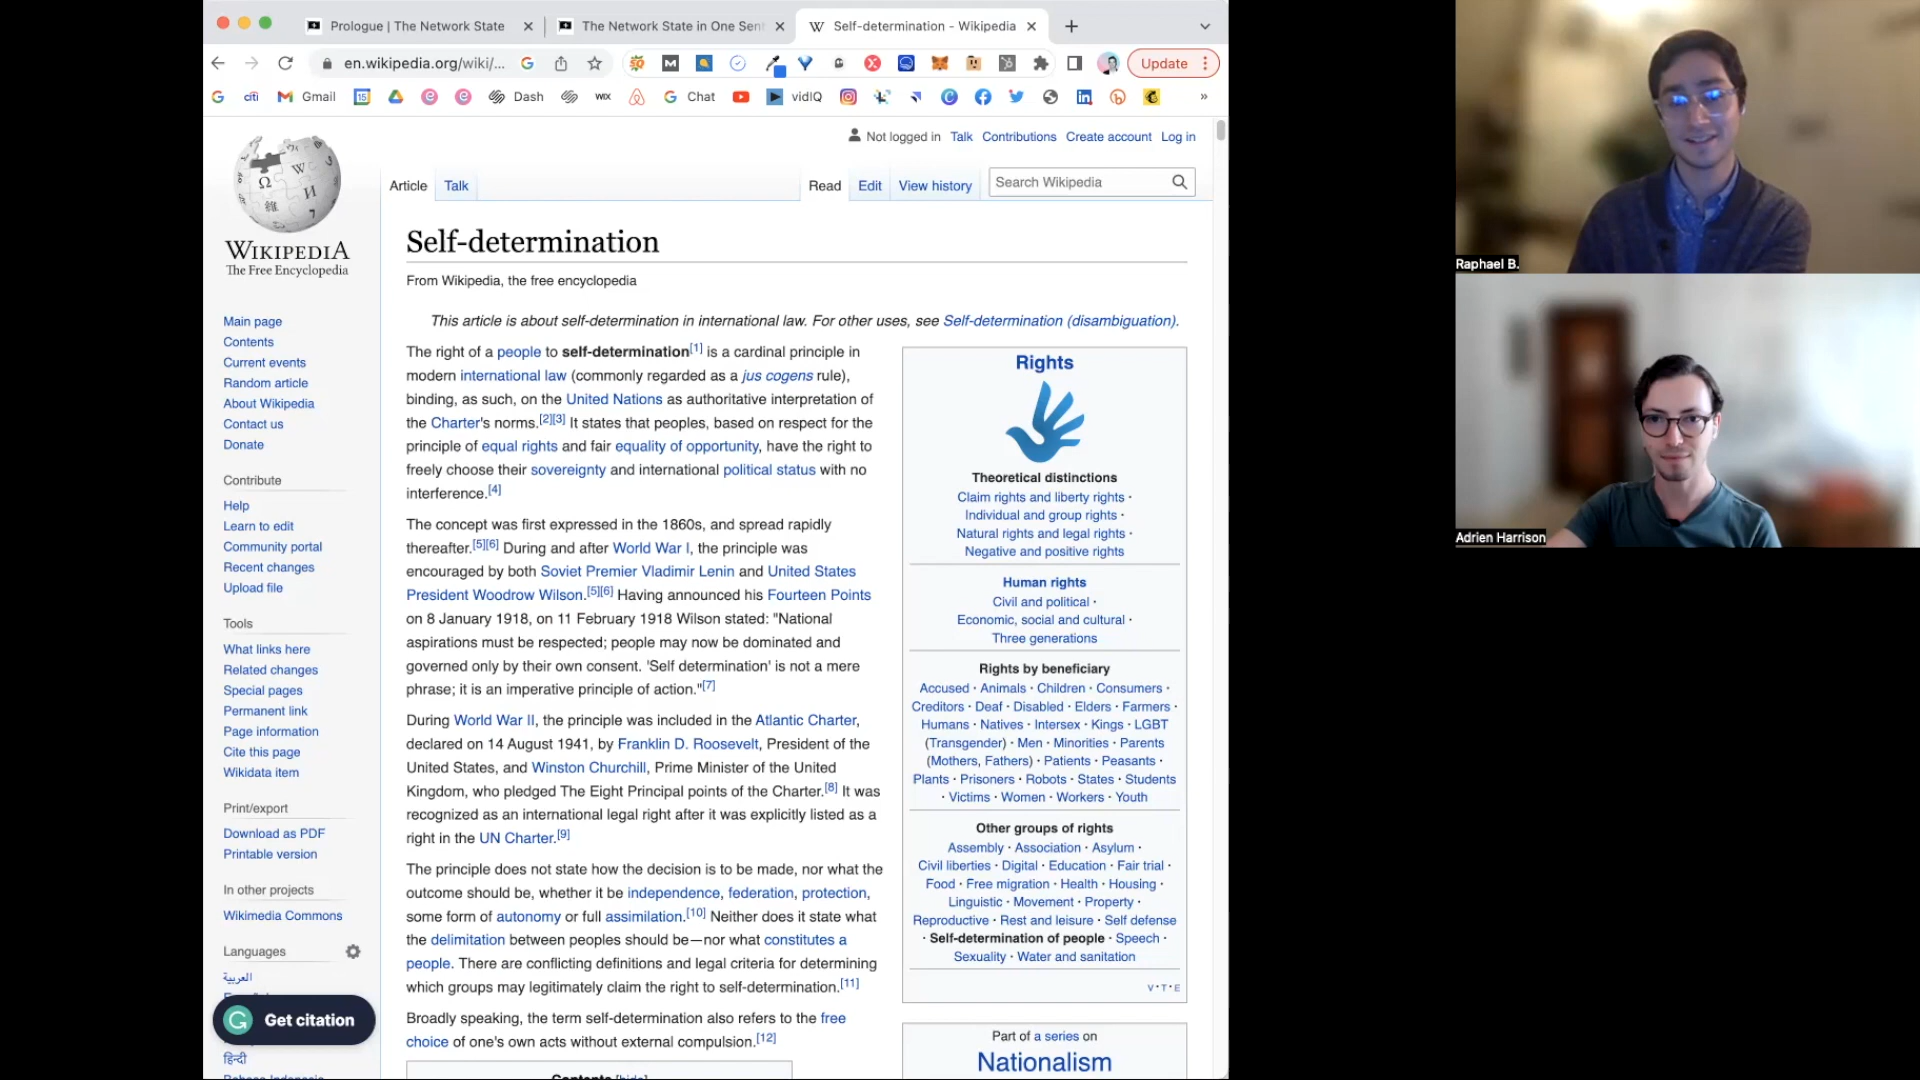 Prologue | The Network State
The Network State in One Sent
Self-determination - Wikipedia
en.wikipedia.org/wiki/...
Update
citi
Gmail
15
Dash
WIX
Chat
vidIQ
»
Not logged in Talk Contributions Create account Log in
WIKIPEDIA
The Free Encyclopedia
Article Talk
Read Edit View history
Search Wikipedia
Main page
Contents
Current events
Random article
About Wikipedia
Contact us
Donate
Contribute
Help
Learn to edit
Community portal
Recent changes
Upload file
Tools
What links here
Related changes
Special pages
Permanent link
Page information
Cite this page
Wikidata item
Print/export
Download as PDF
Printable version
In other projects
Wikimedia Commons
Languages
العربية
हिन्दी
Get citation
Self-determination
From Wikipedia, the free encyclopedia
This article is about self-determination in international law. For other uses, see Self-determination (disambiguation).
The right of a people to self-determination[1] is a cardinal principle in
modern international law (commonly regarded as a jus cogens rule),
binding, as such, on the United Nations as authoritative interpretation of
the Charter's norms.[2][3] It states that peoples, based on respect for the
principle of equal rights and fair equality of opportunity, have the right to
freely choose their sovereignty and international political status with no
interference.[4]
The concept was first expressed in the 1860s, and spread rapidly
thereafter.[5][6] During and after World War I, the principle was
encouraged by both Soviet Premier Vladimir Lenin and United States
President Woodrow Wilson.[5][6] Having announced his Fourteen Points
on 8 January 1918, on 11 February 1918 Wilson stated: "National
aspirations must be respected; people may now be dominated and
governed only by their own consent. 'Self determination' is not a mere
phrase; it is an imperative principle of action."[7]
During World War II, the principle was included in the Atlantic Charter,
declared on 14 August 1941, by Franklin D. Roosevelt, President of the
United States, and Winston Churchill, Prime Minister of the United
Kingdom, who pledged The Eight Principal points of the Charter.[8] It was
recognized as an international legal right after it was explicitly listed as a
right in the UN Charter.[9]
The principle does not state how the decision is to be made, nor what the
outcome should be, whether it be independence, federation, protection,
some form of autonomy or full assimilation.[10] Neither does it state what
the delimitation between peoples should be—nor what constitutes a
people. There are conflicting definitions and legal criteria for determining
which groups may legitimately claim the right to self-determination.[11]
Broadly speaking, the term self-determination also refers to the free
choice of one's own acts without external compulsion.[12]
Contents [hide]
Rights
Theoretical distinctions
Claim rights and liberty rights ·
Individual and group rights ·
Natural rights and legal rights ·
Negative and positive rights
Human rights
Civil and political ·
Economic, social and cultural ·
Three generations
Rights by beneficiary
Accused · Animals · Children · Consumers ·
Creditors · Deaf · Disabled · Elders · Farmers ·
Humans · Natives · Intersex · Kings · LGBT
(Transgender) · Men · Minorities · Parents
(Mothers, Fathers) · Patients · Peasants ·
Plants · Prisoners · Robots · States · Students
· Victims · Women · Workers · Youth
Other groups of rights
Assembly · Association · Asylum ·
Civil liberties · Digital · Education · Fair trial ·
Food · Free migration · Health · Housing ·
Linguistic · Movement · Property ·
Reproductive · Rest and leisure · Self defense
· Self-determination of people · Speech ·
Sexuality · Water and sanitation
V · T · E
Part of a series on
Nationalism
Raphael B.
Adrien Harrison